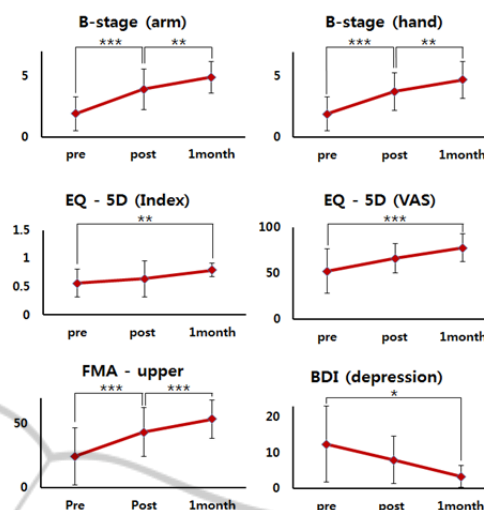 B-stage (arm)
B-stage (hand)
*** **
*** **
5
0
pre post 1month
5
0
pre post 1month
EQ - 5D (Index)
EQ - 5D (VAS)
**
***
1.5
1
0.5
0
pre post 1month
100
50
0
pre post 1month
FMA - upper
BDI (depression)
*** ***
*
50
0
Pre Post 1month
20
10
0
pre post 1month